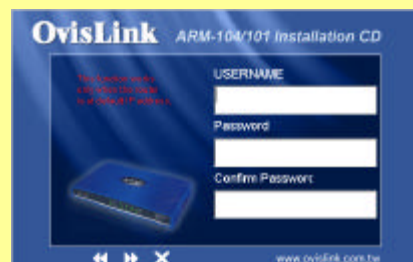 OvisLink ARM-104/101 Installation CD
USERNAME
Password
Confirm Password
www.ovislink.com.tw